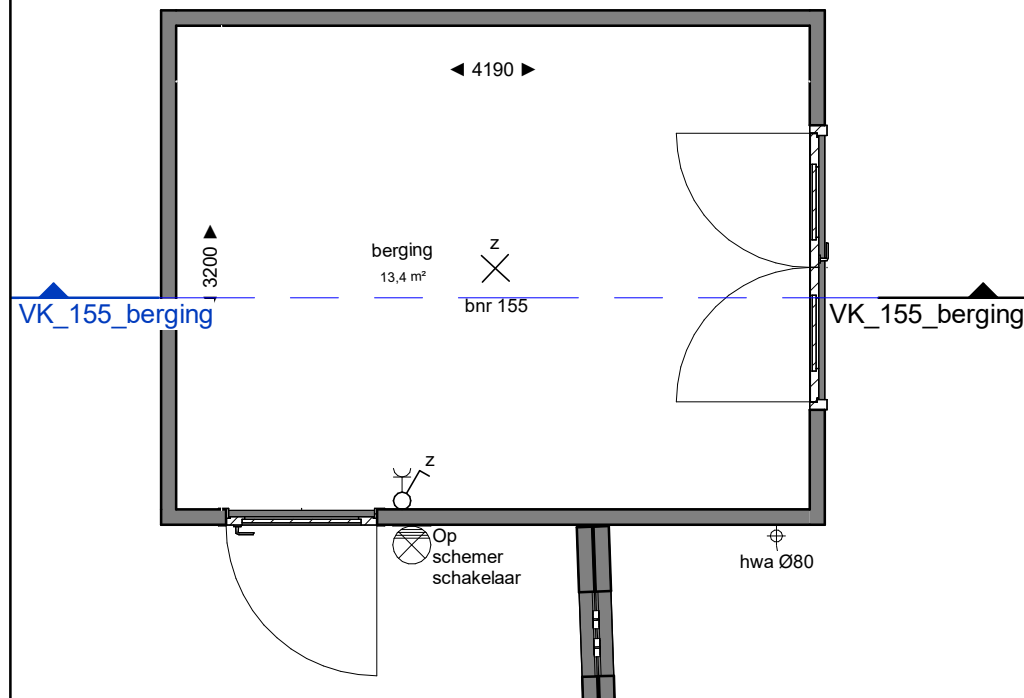 ◄ 4190 ►
3200 ►
berging
13,4 m²
z
bnr 155
VK_155_berging
VK_155_berging
z
Op
schemer
schakelaar
hwa Ø80